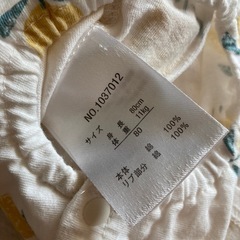 NO.1037012
サイズ 80
身長 80cm
体重 11kg
本体 綿 100%
リブ部分 綿 100%